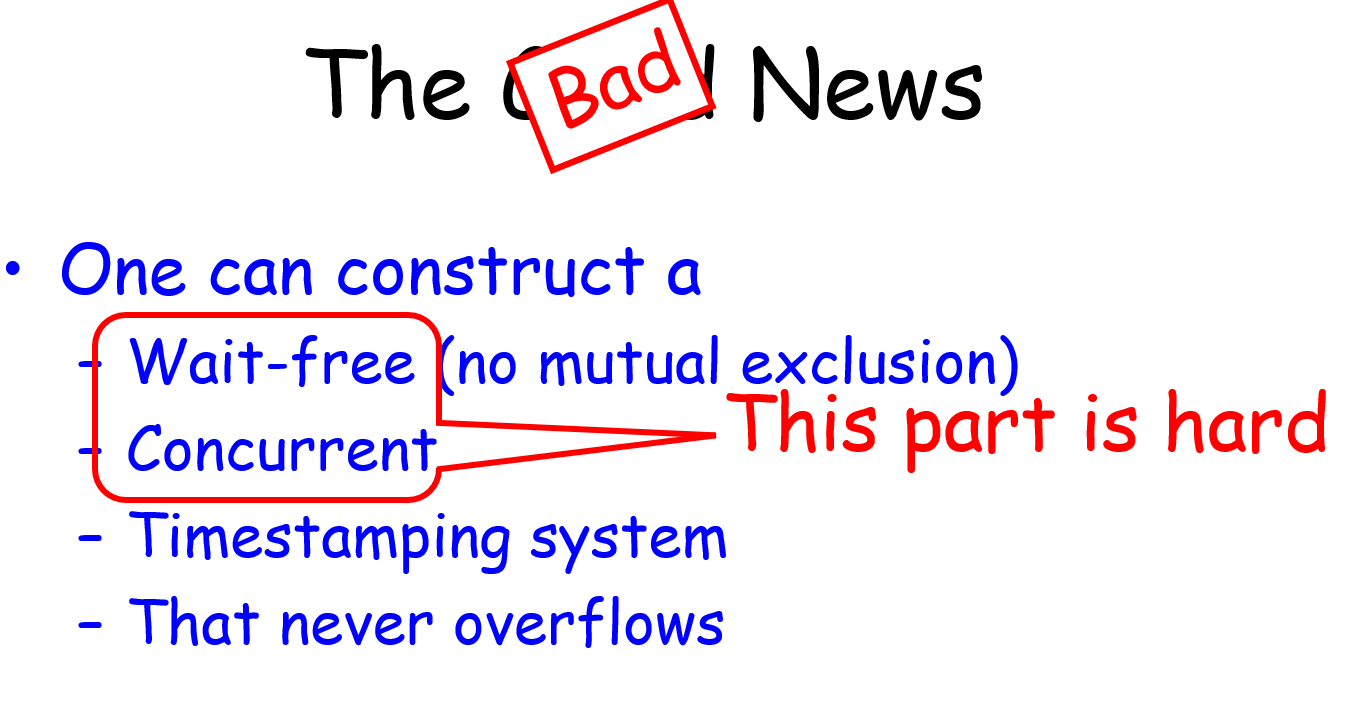 The Bad News
• One can construct a
– Wait-free (no mutual exclusion)
This part is hard
– Concurrent
– Timestamping system
– That never overflows